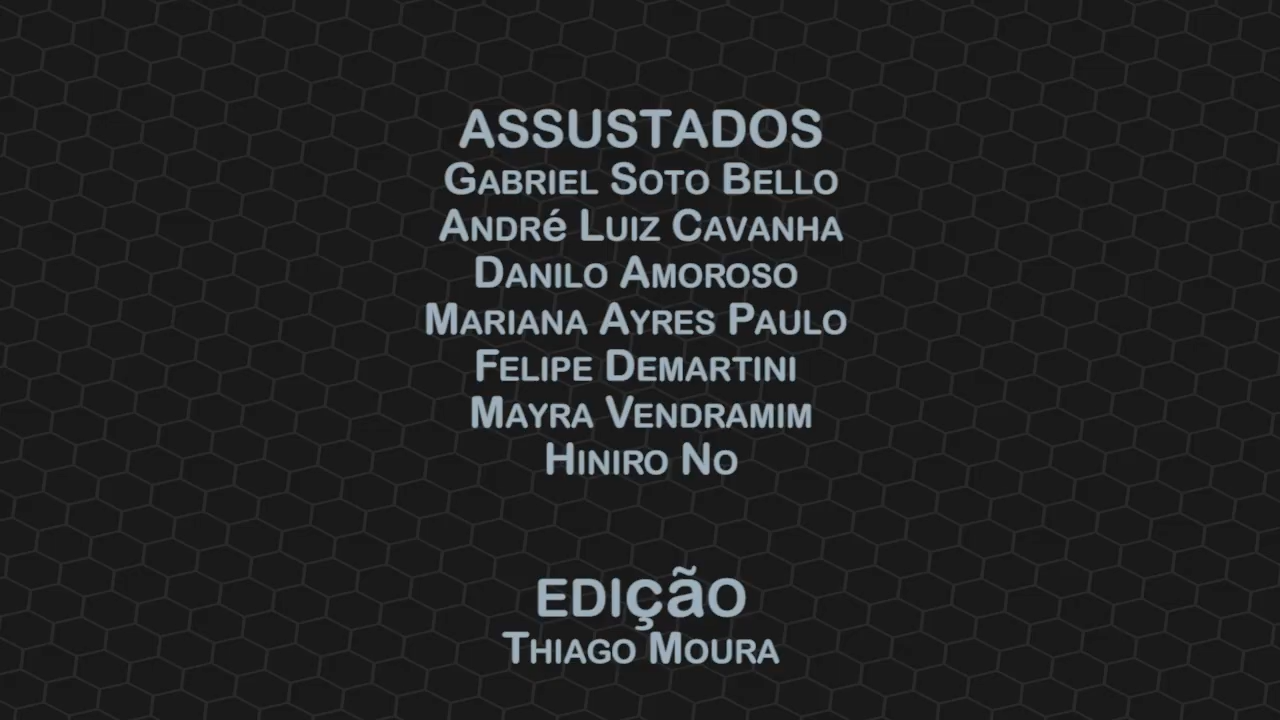 ASSUSTADOS
GABRIEL SOTO BELLO
ANDRé LUIZ CAVANHA
DANILO AMOROSO
MARIANA AYRES PAULO
FELIPE DEMARTINI
MAYRA VENDRAMIM
HINIRO NO
EDIçãO
THIAGO MOURA